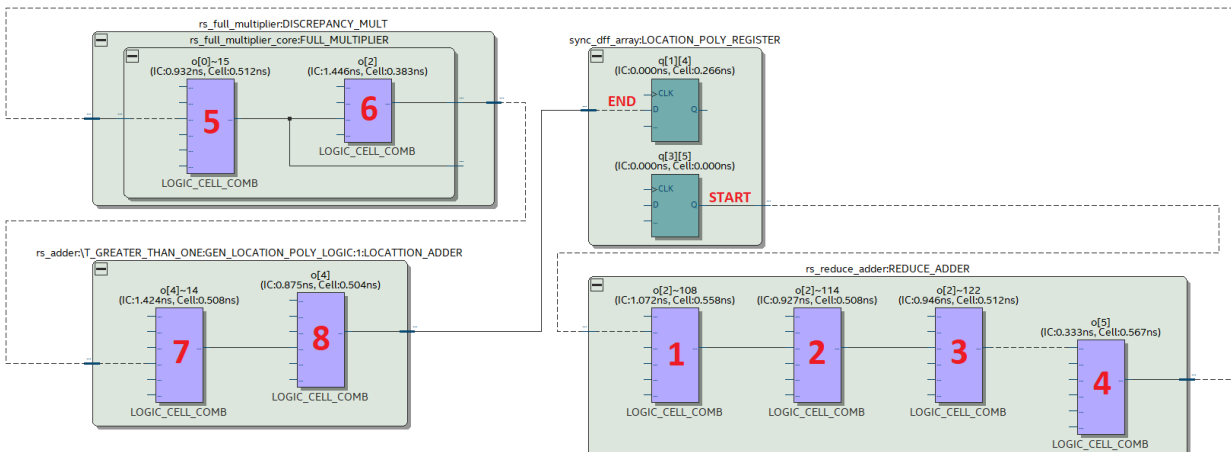 rs_full_multiplier:DISCREPANCY_MULT
rs_full_multiplier_core:FULL_MULTIPLIER
o[0]~15
(IC:0.932ns, Cell:0.512ns)
5
LOGIC_CELL_COMB
o[2]
(IC:1.446ns, Cell:0.383ns)
6
LOGIC_CELL_COMB
sync_dff_array:LOCATION_POLY_REGISTER
q[1][4]
(IC:0.000ns, Cell:0.266ns)
END
CLK
D
Q
q[3][5]
(IC:0.000ns, Cell:0.000ns)
CLK
D
Q
START
rs_adder:\T_GREATER_THAN_ONE:GEN_LOCATION_POLY_LOGIC:1:LOCATTION_ADDER
o[4]~14
(IC:1.424ns, Cell:0.508ns)
7
LOGIC_CELL_COMB
o[4]
(IC:0.875ns, Cell:0.504ns)
8
LOGIC_CELL_COMB
rs_reduce_adder:REDUCE_ADDER
o[2]~108
(IC:1.072ns, Cell:0.558ns)
1
LOGIC_CELL_COMB
o[2]~114
(IC:0.927ns, Cell:0.508ns)
2
LOGIC_CELL_COMB
o[2]~122
(IC:0.946ns, Cell:0.512ns)
3
LOGIC_CELL_COMB
o[5]
(IC:0.333ns, Cell:0.567ns)
4
LOGIC_CELL_COMB